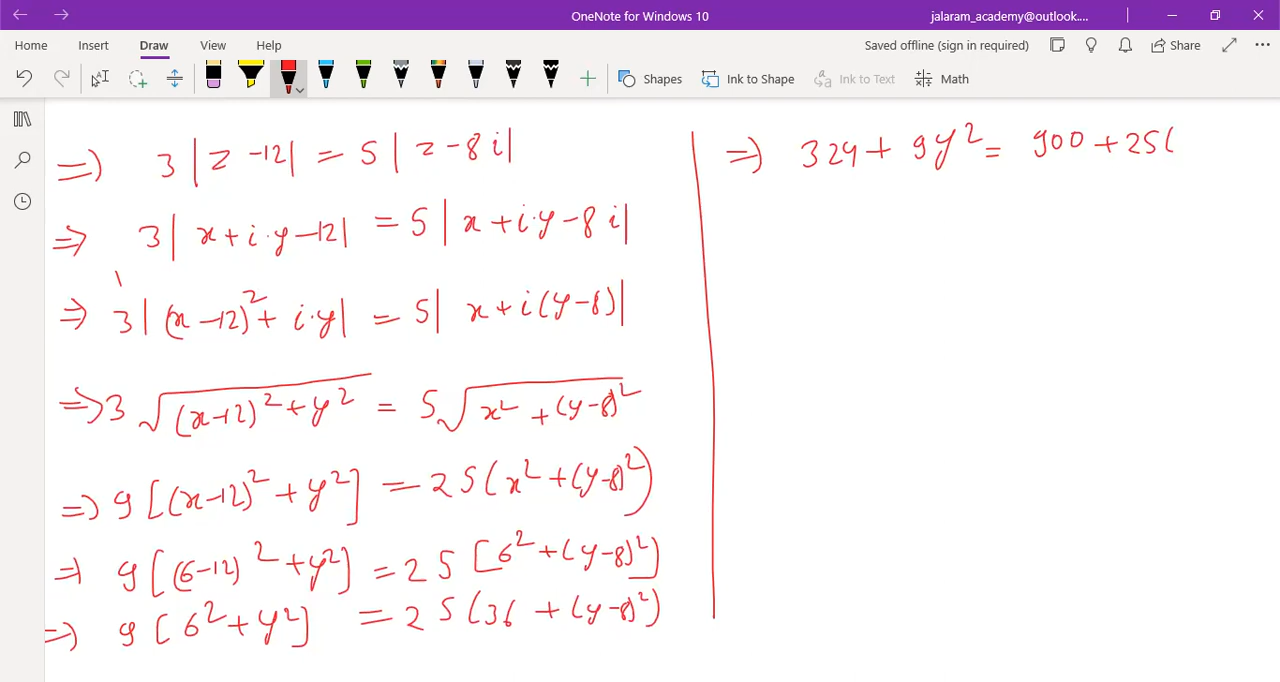 OneNote for Windows 10
jalaram_academy@outlook....
Home Insert Draw View Help
Saved offline (sign in required)
Share
Shapes
Ink to Shape
Ink to Text
Math
=) 3|z-12| = 5|z-8i|
=> 3|x+i·y-12| = 5|x+i·y-8i|
=> 3|(x-12)²+i·y| = 5|x+i(y-8)|
=> 3√((x-12)²+y²) = 5√(x²+(y-8)²)
=) 9[(x-12)²+y²] = 25(x²+(y-8)²)
=) 9[(6-12)²+y²] = 25[6²+(y-8)²]
=) 9[6²+y²] = 25(36+(y-8)²)
=) 324+9y² = 900+25(